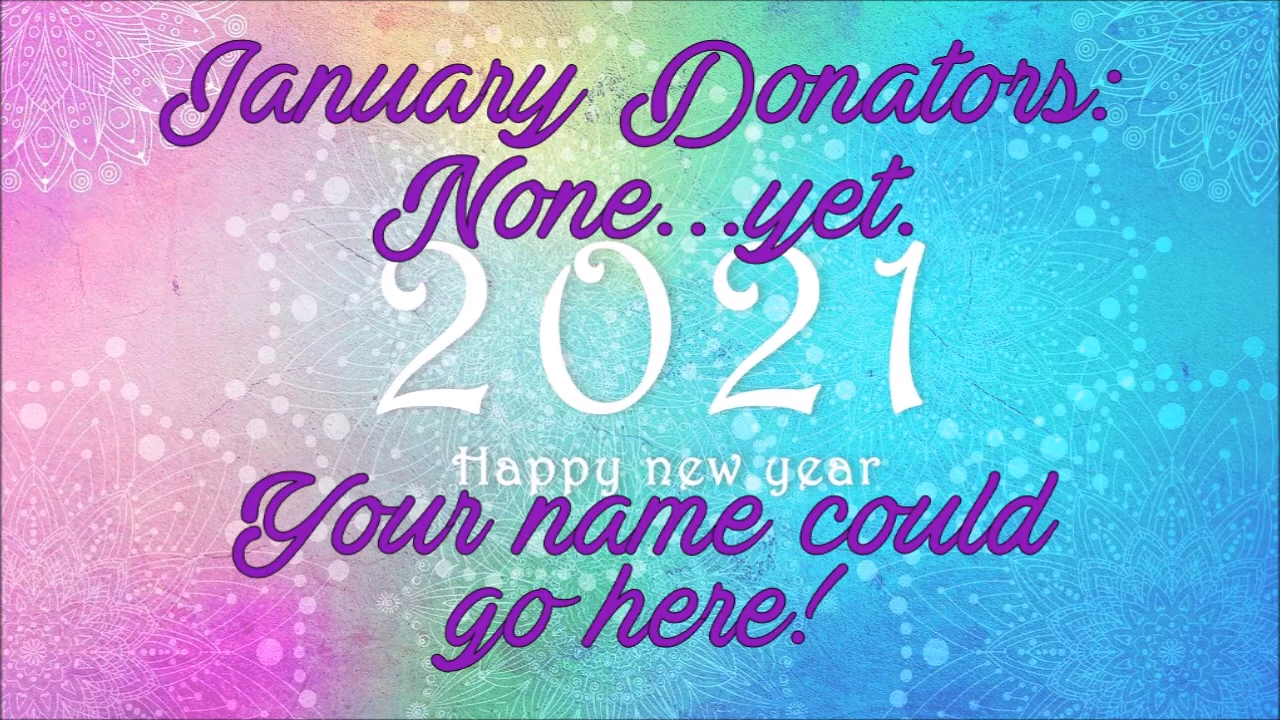 January Donators:
None...yet.
2021
Happy new year
Your name could
go here!